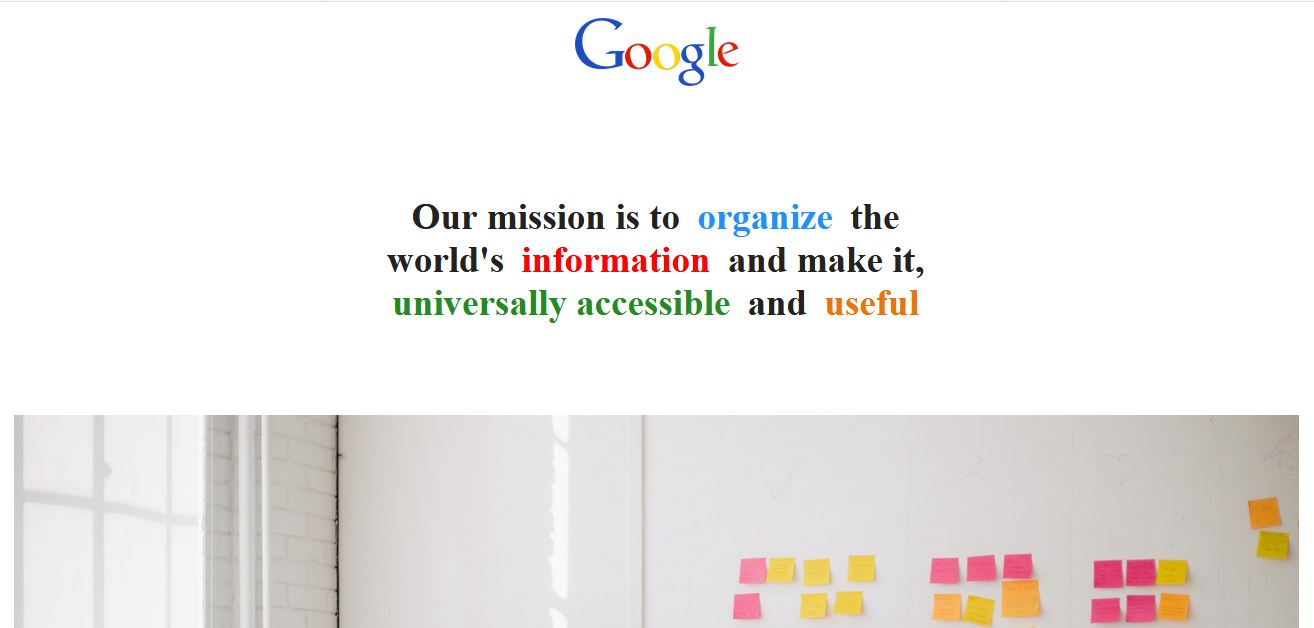 Google
Our mission is to organize the
world's information and make it,
universally accessible and useful